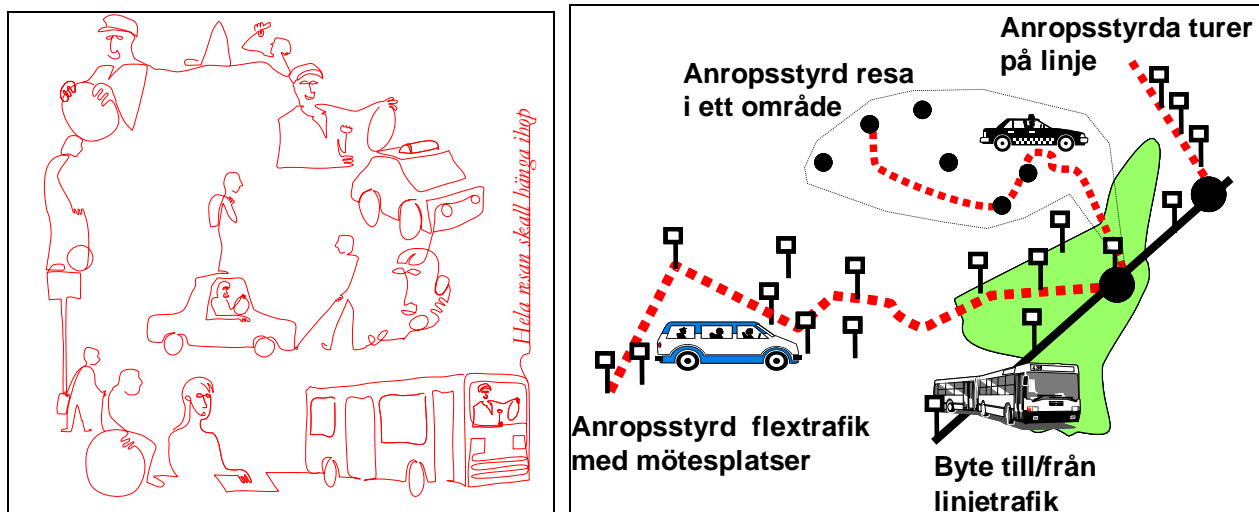 Hela resan skall hänga ihop
Anropsstyrda turer
på linje
Anropsstyrd resa
i ett område
Anropsstyrd flextrafik
med mötesplatser
Byte till/från
linjetrafik